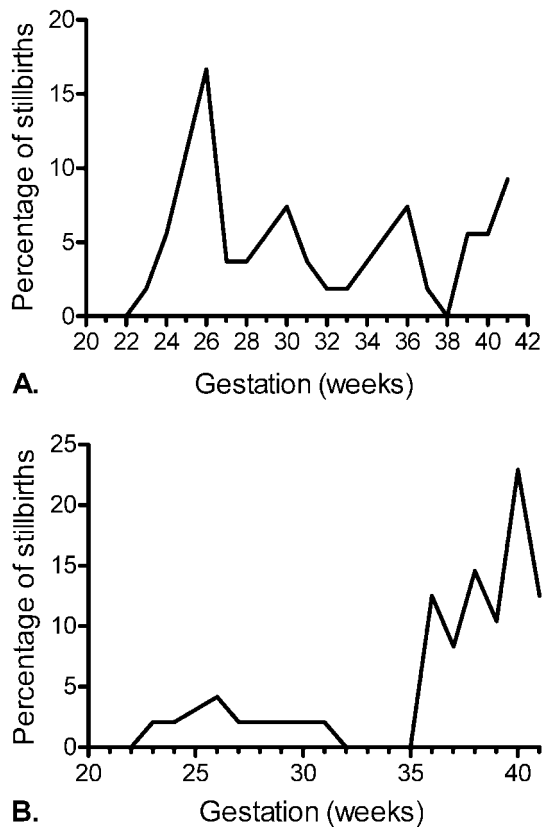 Percentage of stillbirths
20
15
10
5
0
20 22 24 26 28 30 32 34 36 38 40 42
Gestation (weeks)
A.
Percentage of stillbirths
25
20
15
10
5
0
20 25 30 35 40
Gestation (weeks)
B.